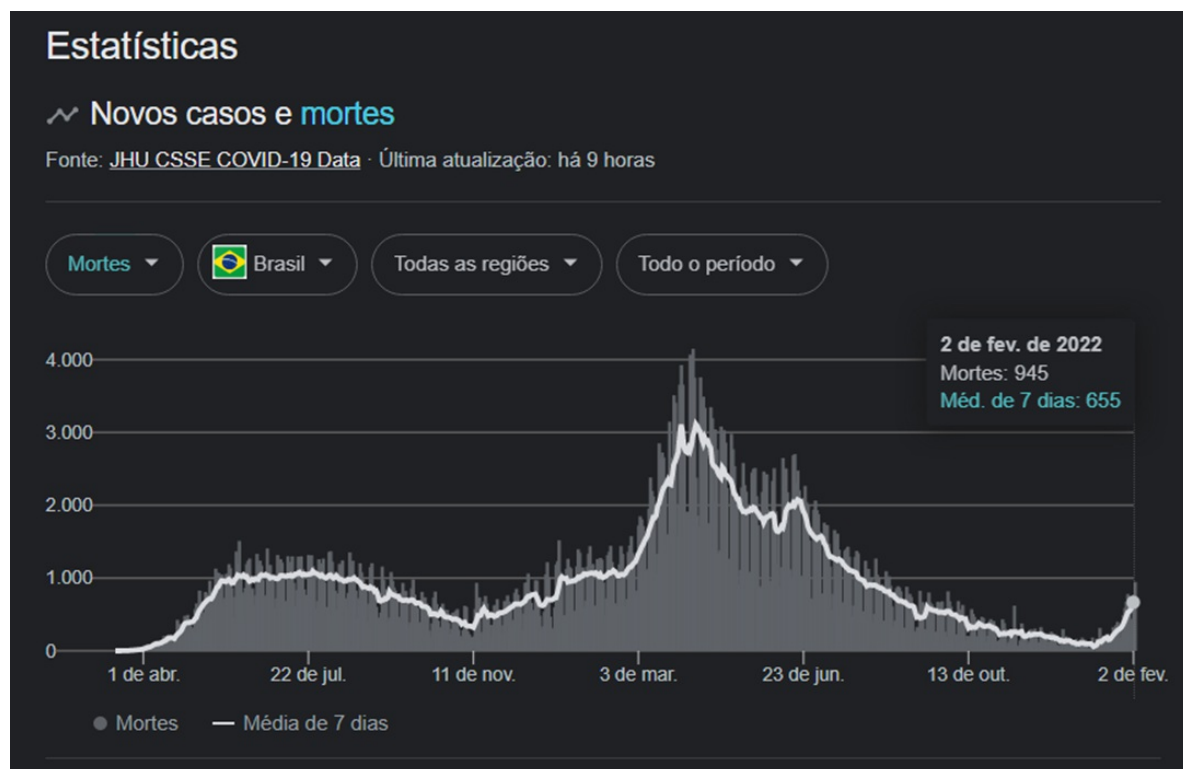 Estatísticas
Novos casos e mortes
Fonte: JHU CSSE COVID-19 Data · Última atualização: há 9 horas
Mortes Brasil Todas as regiões Todo o período
2 de fev. de 2022
Mortes: 945
Méd. de 7 dias: 655
4.000
3.000
2.000
1.000
0
1 de abr. 22 de jul. 11 de nov. 3 de mar. 23 de jun. 13 de out. 2 de fev.
Mortes Média de 7 dias